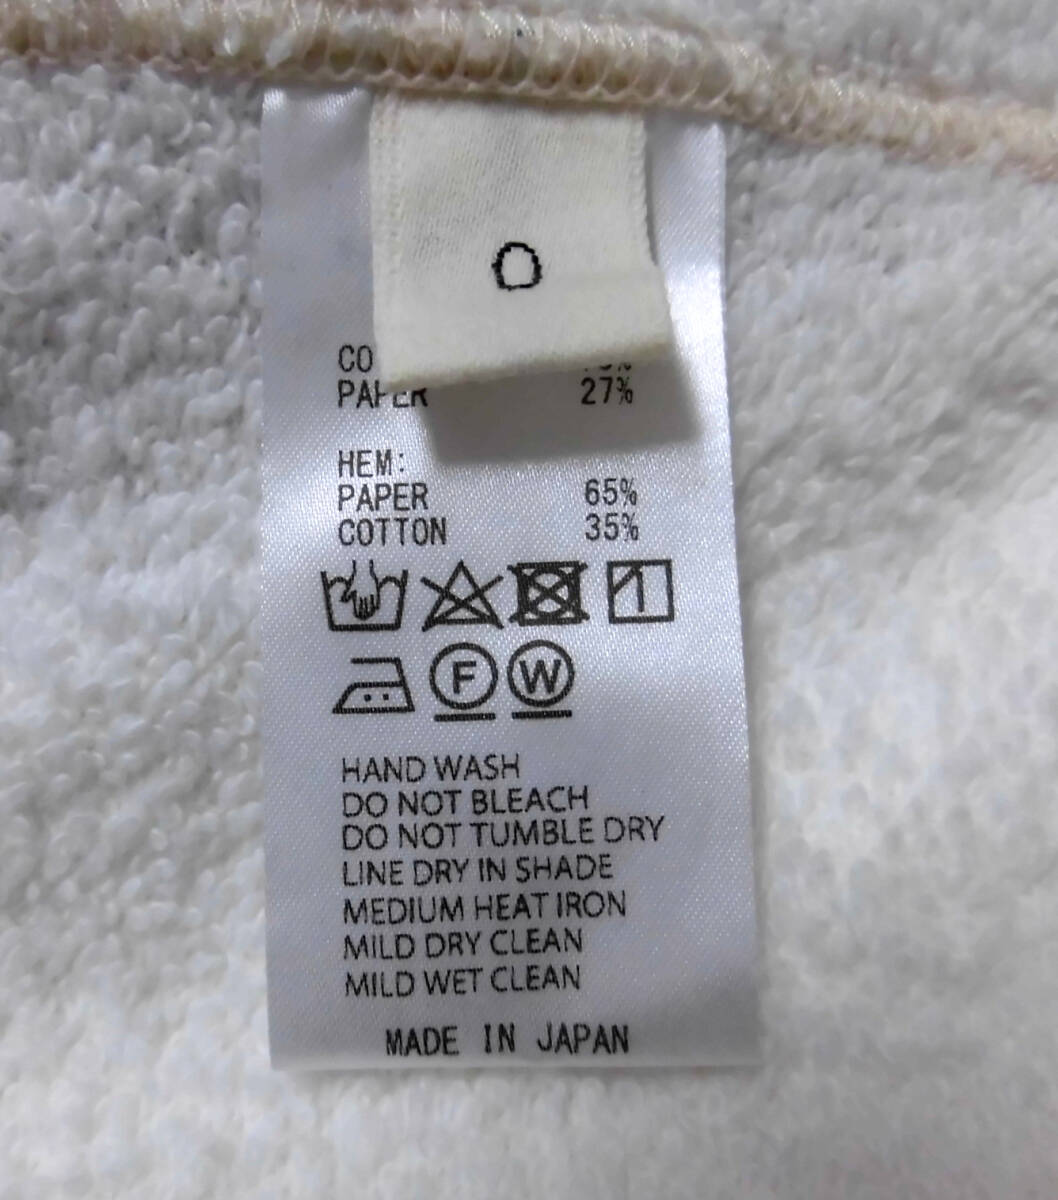 0
CO
PAPER 27%
HEM:
PAPER 65%
COTTON 35%
F W
HAND WASH
DO NOT BLEACH
DO NOT TUMBLE DRY
LINE DRY IN SHADE
MEDIUM HEAT IRON
MILD DRY CLEAN
MILD WET CLEAN
MADE IN JAPAN